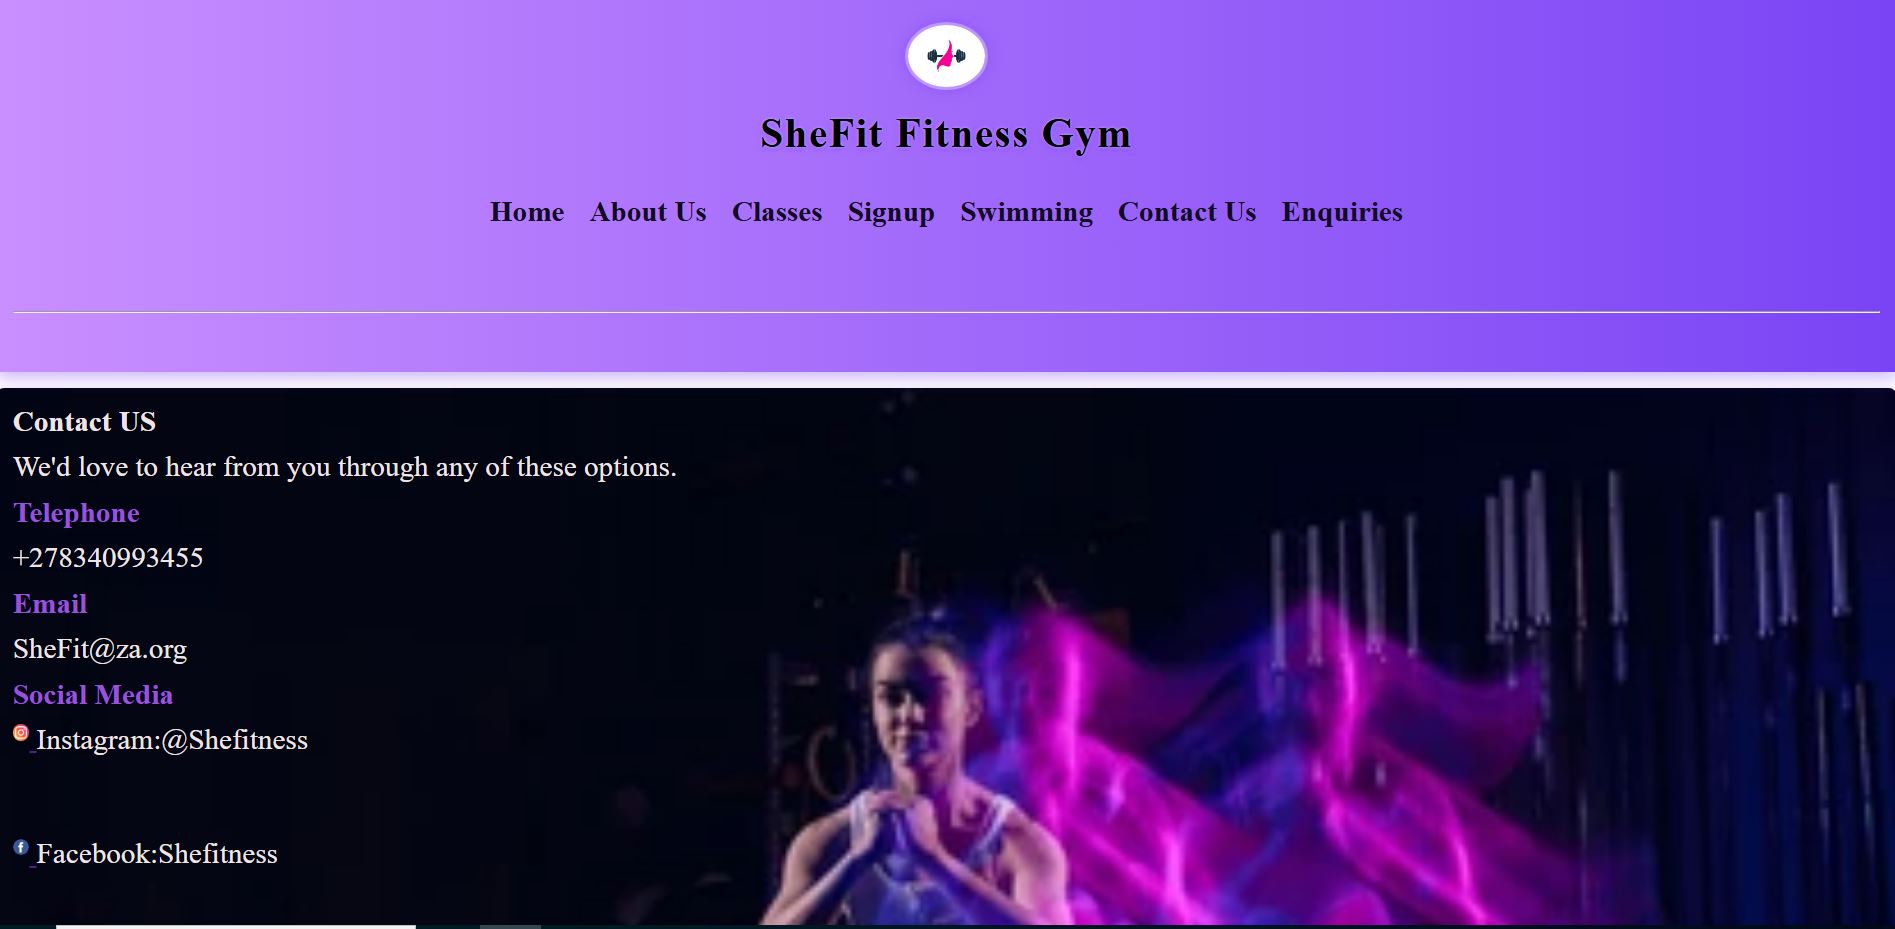 SheFit Fitness Gym
Home About Us Classes Signup Swimming Contact Us Enquiries
Contact US
We'd love to hear from you through any of these options.
Telephone
+278340993455
Email
SheFit@za.org
Social Media
Instagram:@Shefitness
Facebook:Shefitness